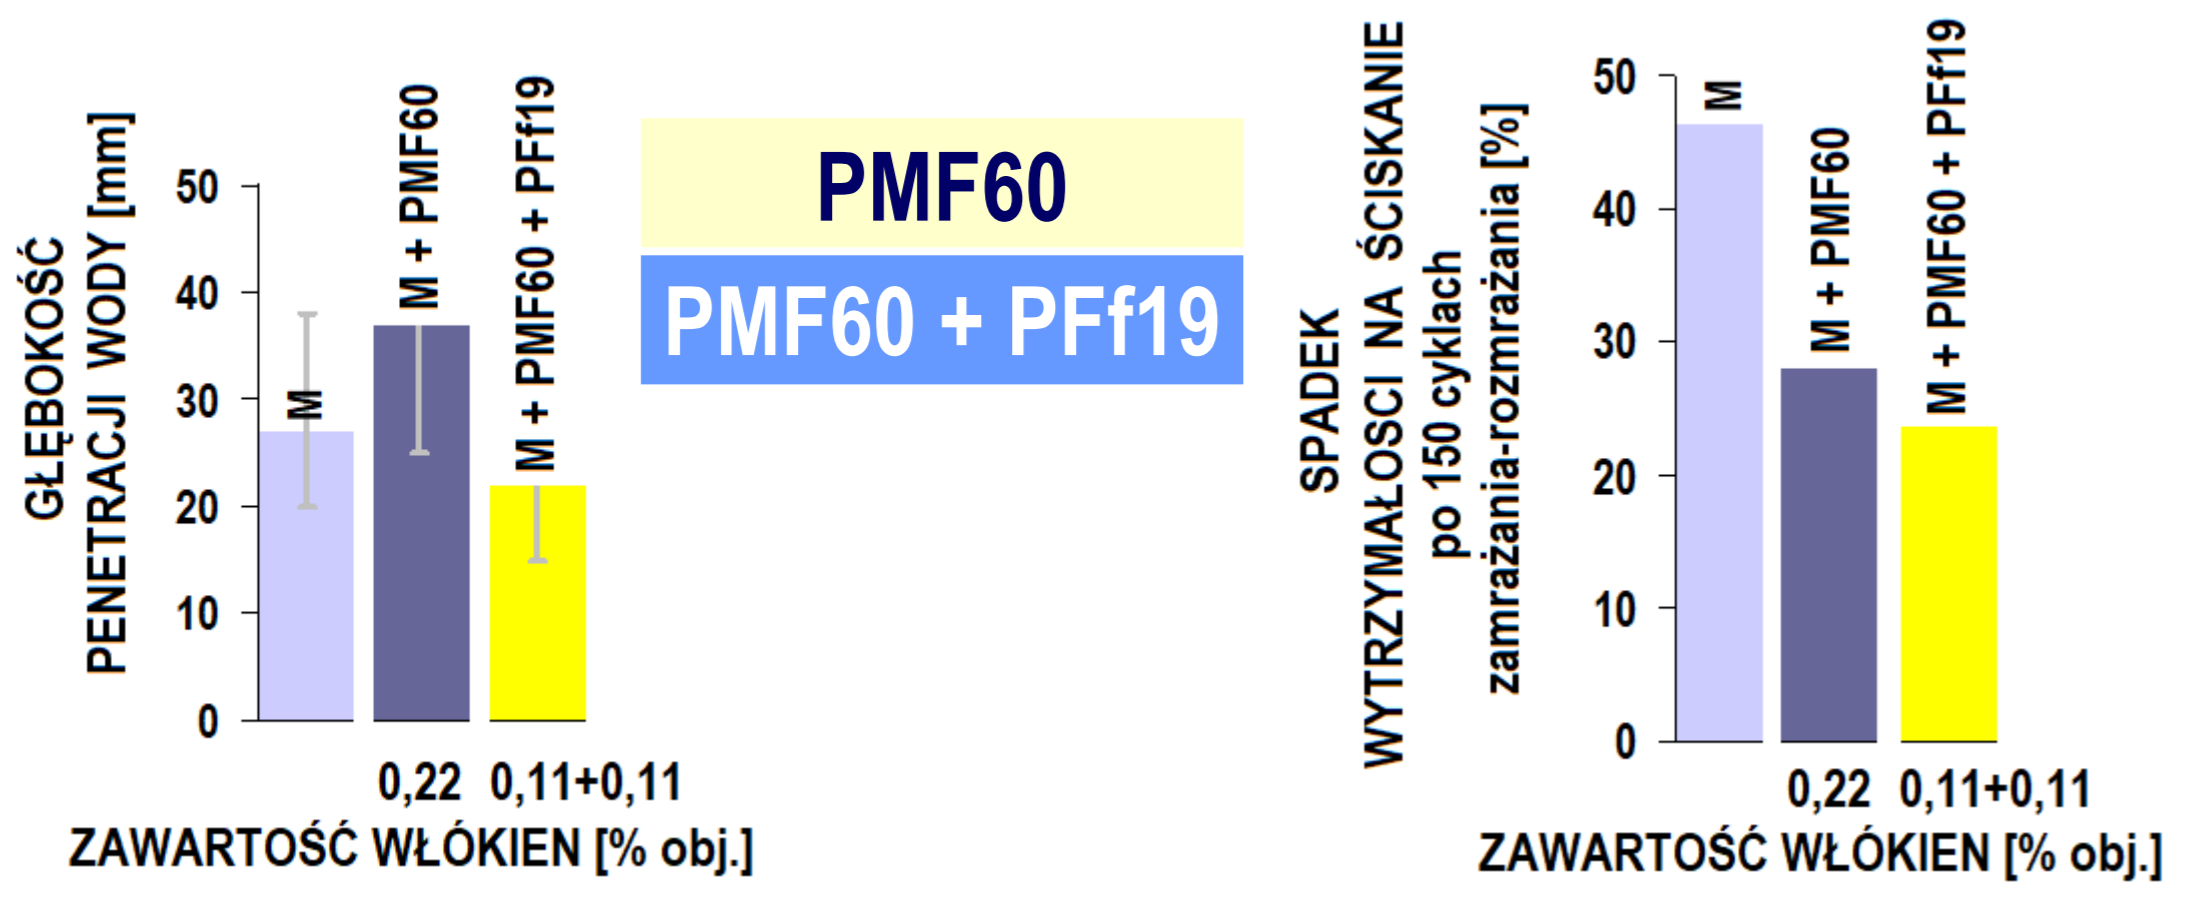 GŁĘBOKOŚĆ
PENETRACJI WODY [mm]
50
40
30
20
10
0
M
M + PMF60
M + PMF60 + PFf19
0,22
0,11+0,11
ZAWARTOŚĆ WŁÓKIEN [% obj.]
PMF60
PMF60 + PFf19
SPADEK
WYTRZYMAŁOSCI NA ŚCISKANIE
po 150 cyklach
zamrażania-rozmrażania [%]
50
40
30
20
10
0
M
M + PMF60
M + PMF60 + PFf19
0,22
0,11+0,11
ZAWARTOŚĆ WŁÓKIEN [% obj.]